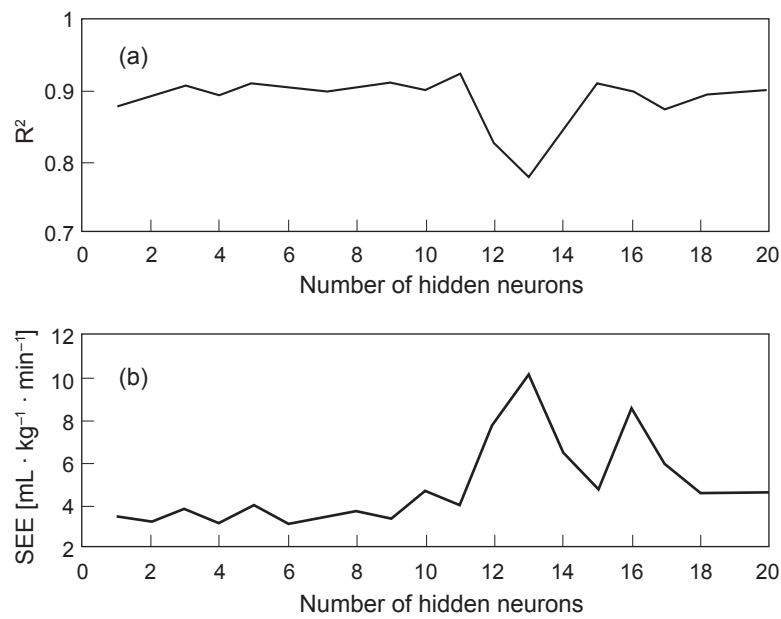 1
(a)
0.9
R²
0.8
0.7
0 2 4 6 8 10 12 14 16 18 20
Number of hidden neurons
12
(b)
10
8
6
4
2
SEE [mL · kg⁻¹ · min⁻¹]
0 2 4 6 8 10 12 14 16 18 20
Number of hidden neurons